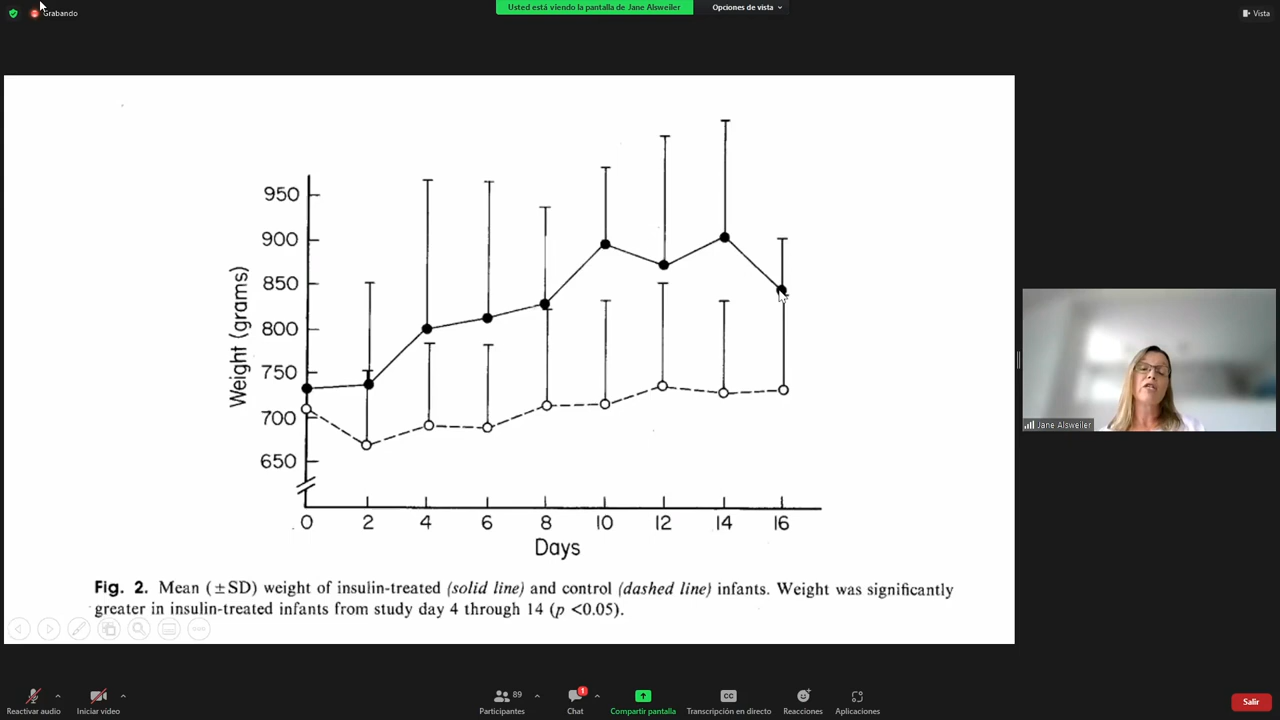 Grabando
Usted está viendo la pantalla de Jane Alsweiler
Opciones de vista
Vista
950
900
850
800
750
700
650
Weight (grams)
0 2 4 6 8 10 12 14 16
Days
Fig. 2. Mean (±SD) weight of insulin-treated (solid line) and control (dashed line) infants. Weight was significantly
greater in insulin-treated infants from study day 4 through 14 (p <0.05).
Jane Alsweiler
Reactivar audio
Iniciar video
89
Participantes
1
Chat
Compartir pantalla
CC
Transcripción en directo
Reacciones
Aplicaciones
Salir